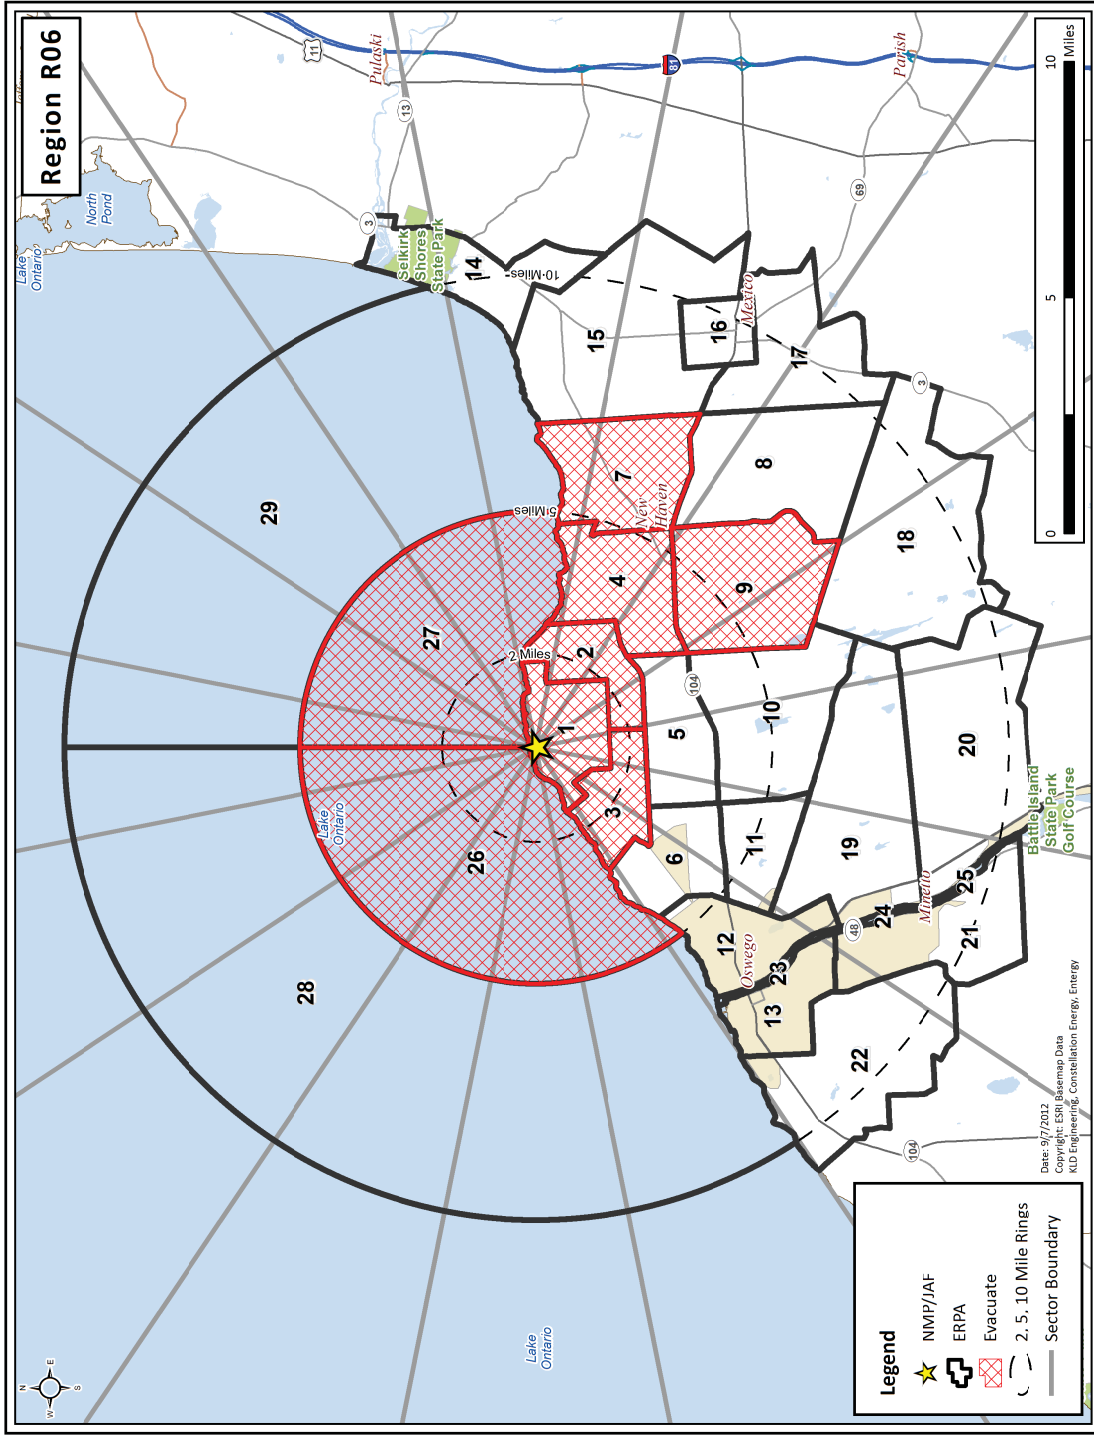 Region R06
N
W
E
S
Lake
Ontario
North
Pond
11
Pulaski
13
81
Parish
3
Selkirk
Shores
State Park
14
10 Miles
69
29
15
16
Mexico
17
3
7
New
Haven
8
5 Miles
4
9
18
27
2 Miles
2
1
104
5
10
20
Lake
Ontario
26
3
6
11
19
Battle Island
State Park
Golf Course
28
12
Oswego
23
13
48
24
Minetto
25
21
22
104
Lake
Ontario
0
5
10
Miles
Date: 9/7/2012
Copyright: ESRI Basemap Data
KLD Engineering, Constellation Energy, Entergy
Legend
NMP/JAF
ERPA
Evacuate
2, 5, 10 Mile Rings
Sector Boundary